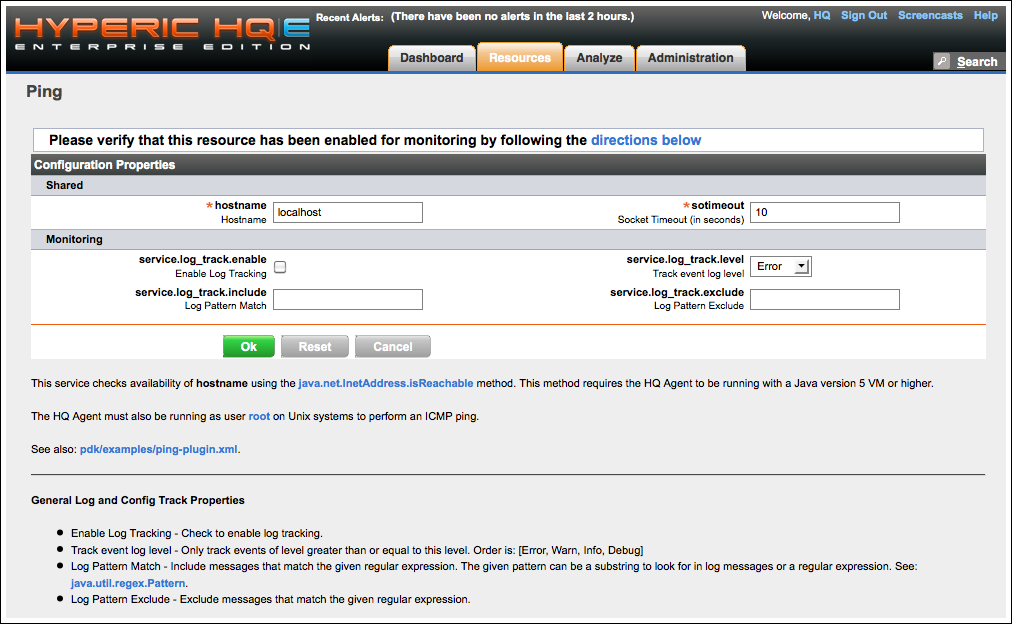 HYPERIC HQ|E
ENTERPRISE EDITION
Recent Alerts: (There have been no alerts in the last 2 hours.)
Welcome, HQ Sign Out Screencasts Help
Dashboard Resources Analyze Administration
Search
Ping
Please verify that this resource has been enabled for monitoring by following the directions below
Configuration Properties
Shared
*hostname
Hostname
localhost
*sotimeout
Socket Timeout (in seconds)
10
Monitoring
service.log_track.enable
Enable Log Tracking
service.log_track.level
Track event log level
Error
service.log_track.include
Log Pattern Match
service.log_track.exclude
Log Pattern Exclude
Ok Reset Cancel
This service checks availability of hostname using the java.net.InetAddress.isReachable method. This method requires the HQ Agent to be running with a Java version 5 VM or higher.
The HQ Agent must also be running as user root on Unix systems to perform an ICMP ping.
See also: pdk/examples/ping-plugin.xml.
General Log and Config Track Properties
● Enable Log Tracking - Check to enable log tracking.
● Track event log level - Only track events of level greater than or equal to this level. Order is: [Error, Warn, Info, Debug]
● Log Pattern Match - Include messages that match the given regular expression. The given pattern can be a substring to look for in log messages or a regular expression. See:
java.util.regex.Pattern.
● Log Pattern Exclude - Exclude messages that match the given regular expression.